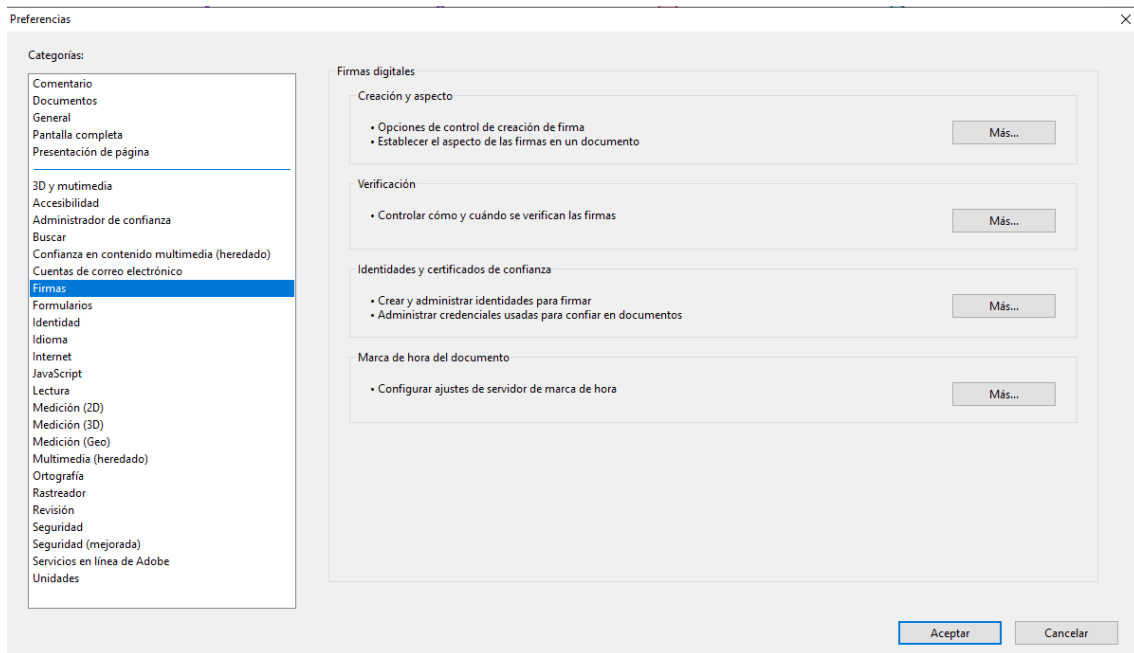 Preferencias
Categorías:
Comentario
Documentos
General
Pantalla completa
Presentación de página
3D y mutimedia
Accesibilidad
Administrador de confianza
Buscar
Confianza en contenido multimedia (heredado)
Cuentas de correo electrónico
Firmas
Formularios
Identidad
Idioma
Internet
JavaScript
Lectura
Medición (2D)
Medición (3D)
Medición (Geo)
Multimedia (heredado)
Ortografía
Rastreador
Revisión
Seguridad
Seguridad (mejorada)
Servicios en línea de Adobe
Unidades
Firmas digitales
Creación y aspecto
• Opciones de control de creación de firma
• Establecer el aspecto de las firmas en un documento
Más...
Verificación
• Controlar cómo y cuándo se verifican las firmas
Más...
Identidades y certificados de confianza
• Crear y administrar identidades para firmar
• Administrar credenciales usadas para confiar en documentos
Más...
Marca de hora del documento
• Configurar ajustes de servidor de marca de hora
Más...
Aceptar
Cancelar